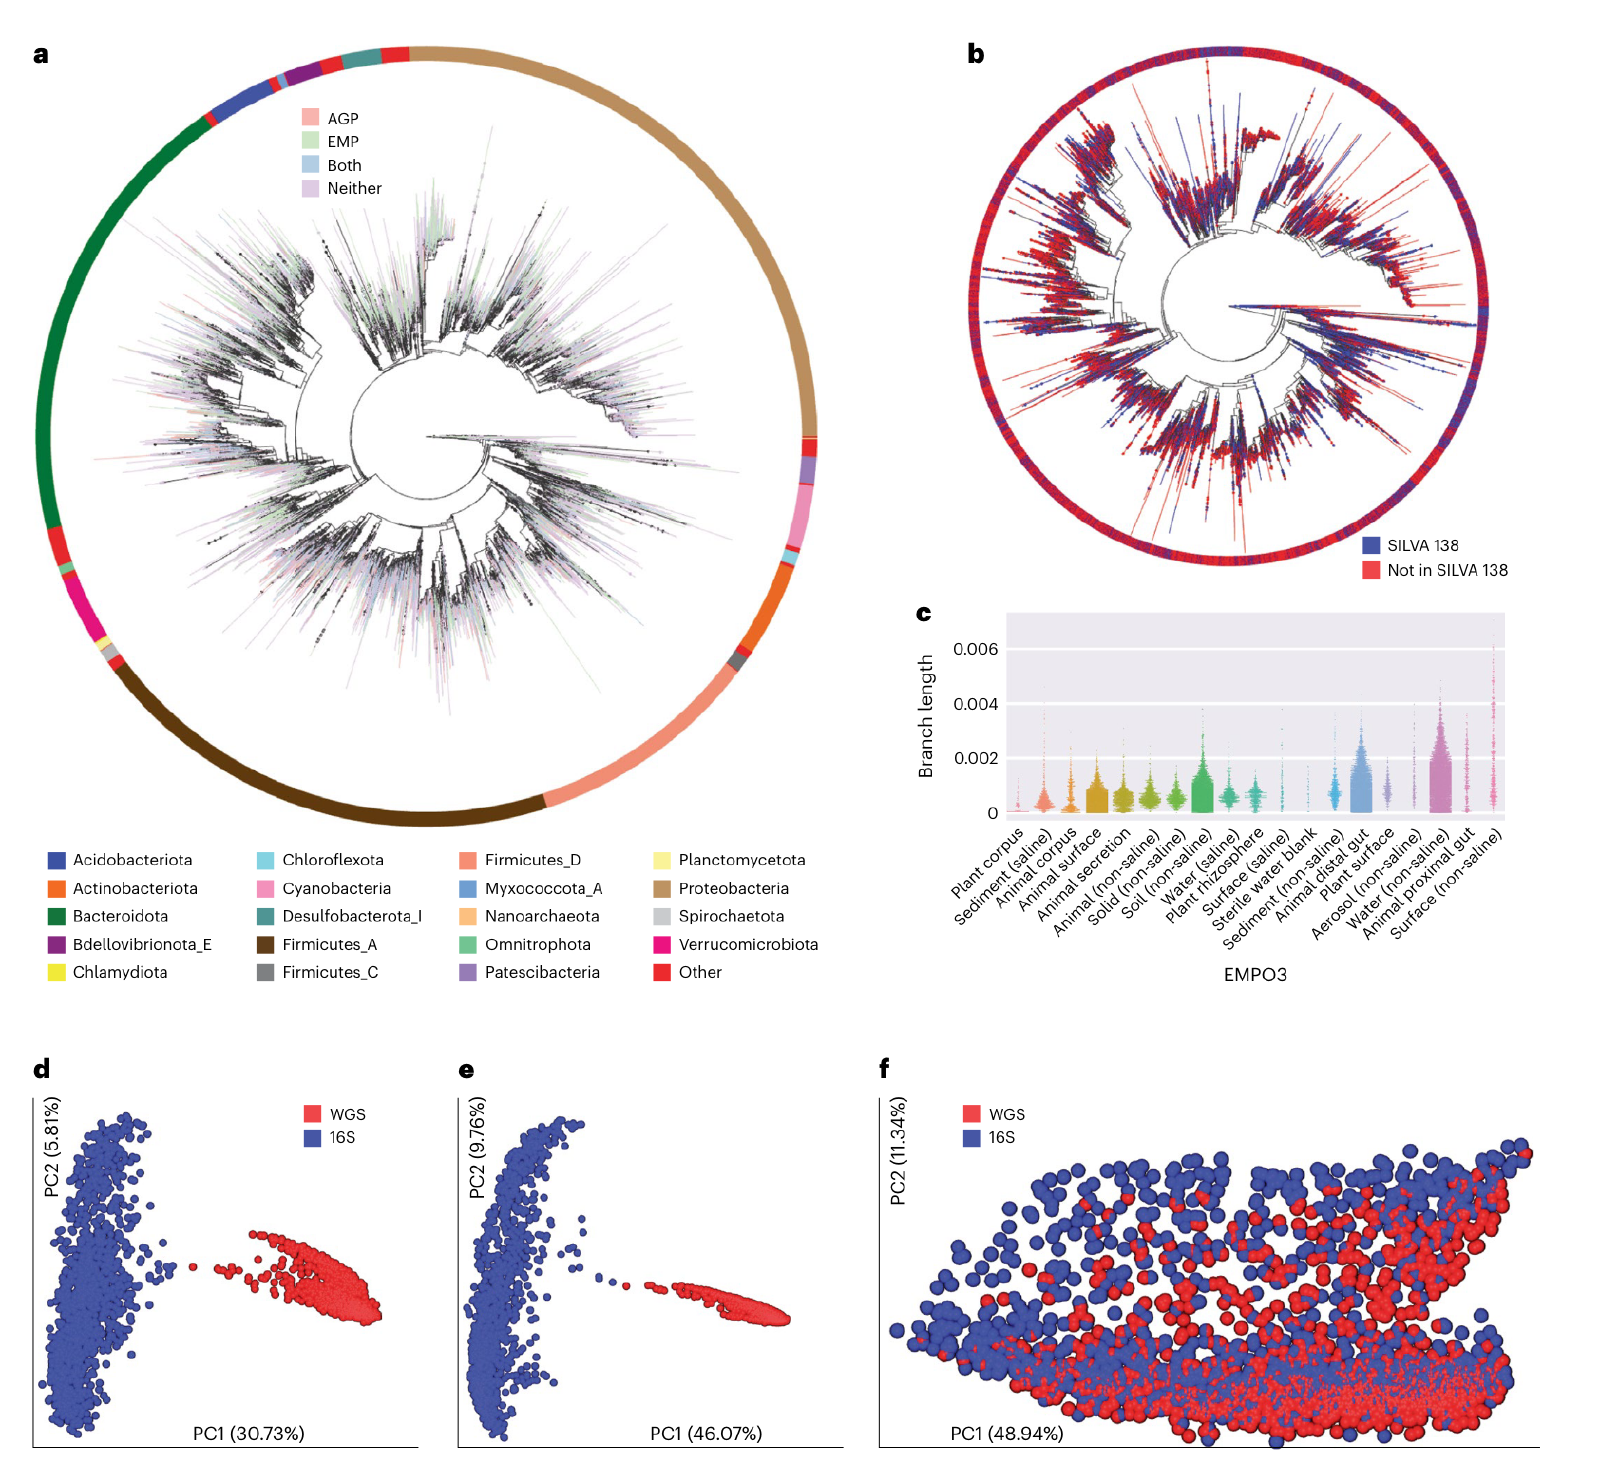 a
AGP
EMP
Both
Neither
Acidobacteriota
Actinobacteriota
Bacteroidota
Bdellovibrionota_E
Chlamydiota
Chloroflexota
Cyanobacteria
Desulfobacterota_I
Firmicutes_A
Firmicutes_C
Firmicutes_D
Myxococcota_A
Nanoarchaeota
Omnitrophota
Patescibacteria
Planctomycetota
Proteobacteria
Spirochaetota
Verrucomicrobiota
Other
b
SILVA 138
Not in SILVA 138
c
Branch length
0.006
0.004
0.002
0
Plant corpus
Sediment (saline)
Animal corpus
Animal surface
Animal secretion
Animal (non-saline)
Solid (non-saline)
Soil (non-saline)
Water (saline)
Plant rhizosphere
Surface (saline)
Sterile water blank
Sediment (non-saline)
Animal distal gut
Plant surface
Aerosol (non-saline)
Water (non-saline)
Animal proximal gut
Surface (non-saline)
EMPO3
d
PC2 (5.81%)
WGS
16S
PC1 (30.73%)
e
PC2 (9.76%)
PC1 (46.07%)
f
PC2 (11.34%)
WGS
16S
PC1 (48.94%)